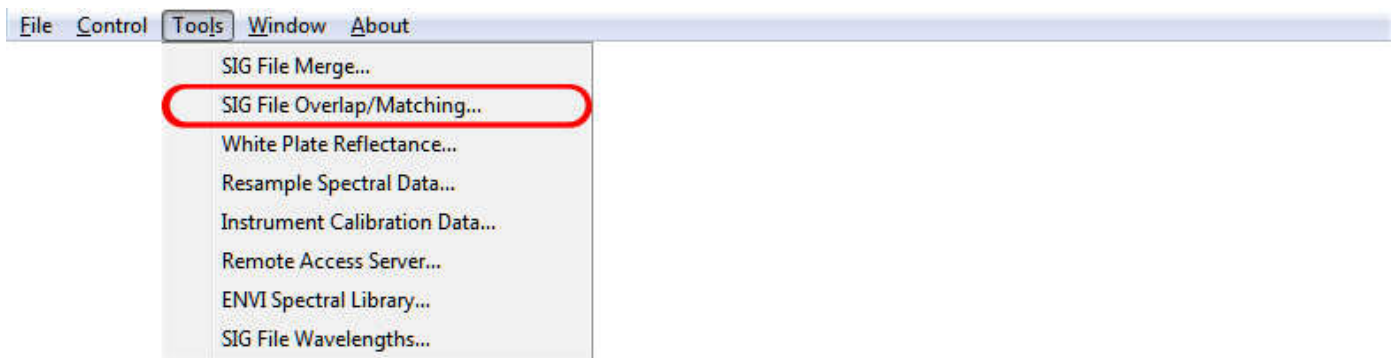 File Control Tools Window About
SIG File Merge...
SIG File Overlap/Matching...
White Plate Reflectance...
Resample Spectral Data...
Instrument Calibration Data...
Remote Access Server...
ENVI Spectral Library...
SIG File Wavelengths...